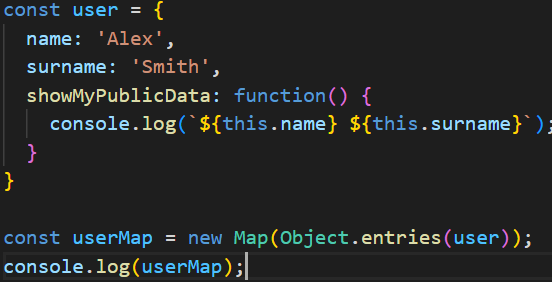 const user = {
  name: 'Alex',
  surname: 'Smith',
  showMyPublicData: function() {
    console.log(`${this.name} ${this.surname}`);
  }
}

const userMap = new Map(Object.entries(user));
console.log(userMap);